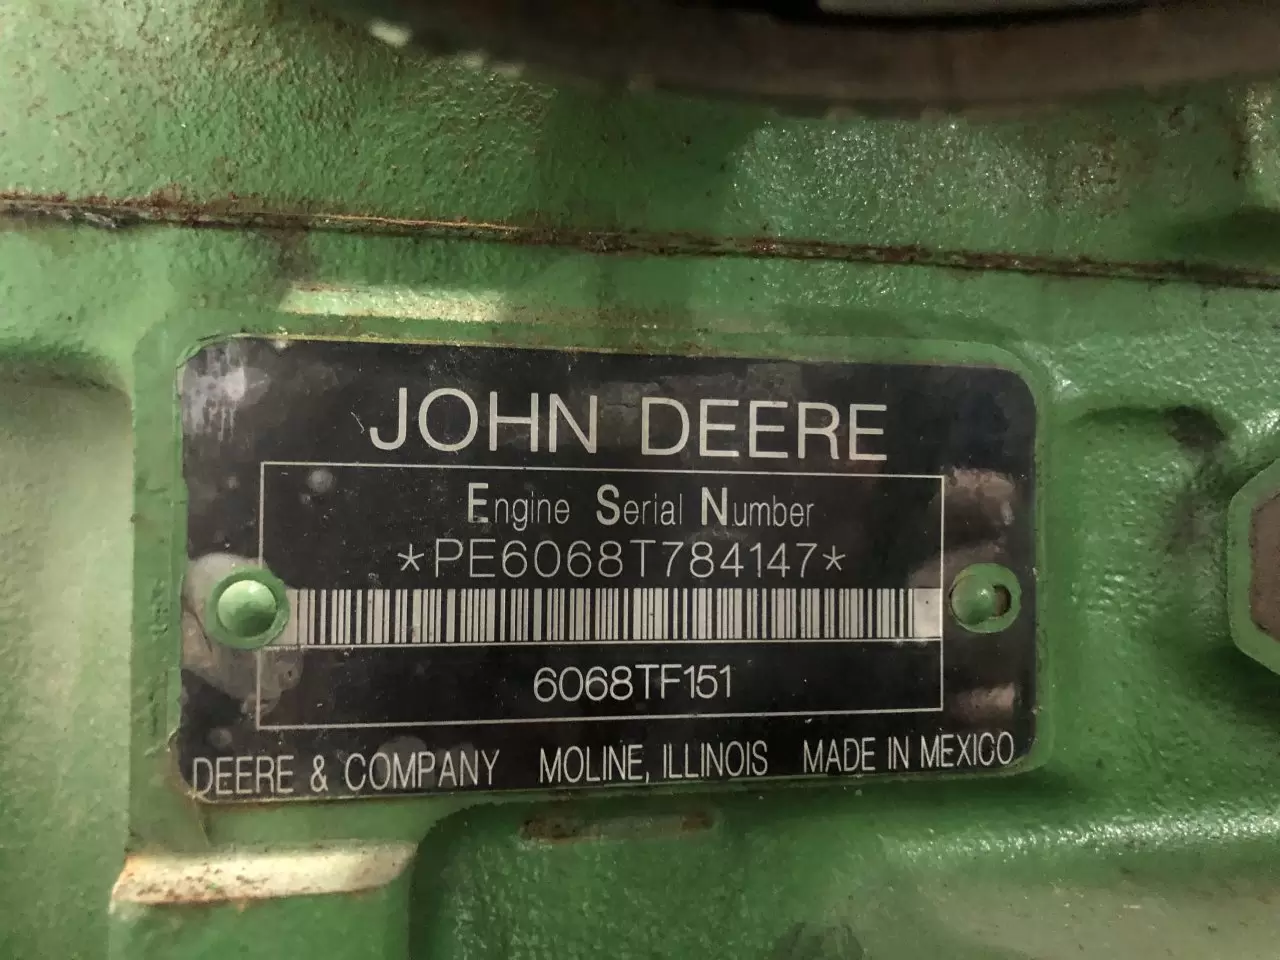 JOHN DEERE
Engine Serial Number
*PE6068T784147*
6068TF151
DEERE & COMPANY MOLINE, ILLINOIS MADE IN MEXICO